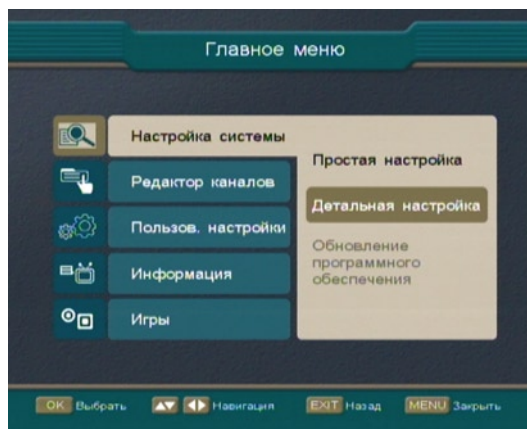 Главное меню
Настройка системы
Редактор каналов
Пользов. настройки
Информация
Игры
Простая настройка
Детальная настройка
Обновление
программного
обеспечения
OK Выбрать Навигация EXIT Назад MENU Закрыть